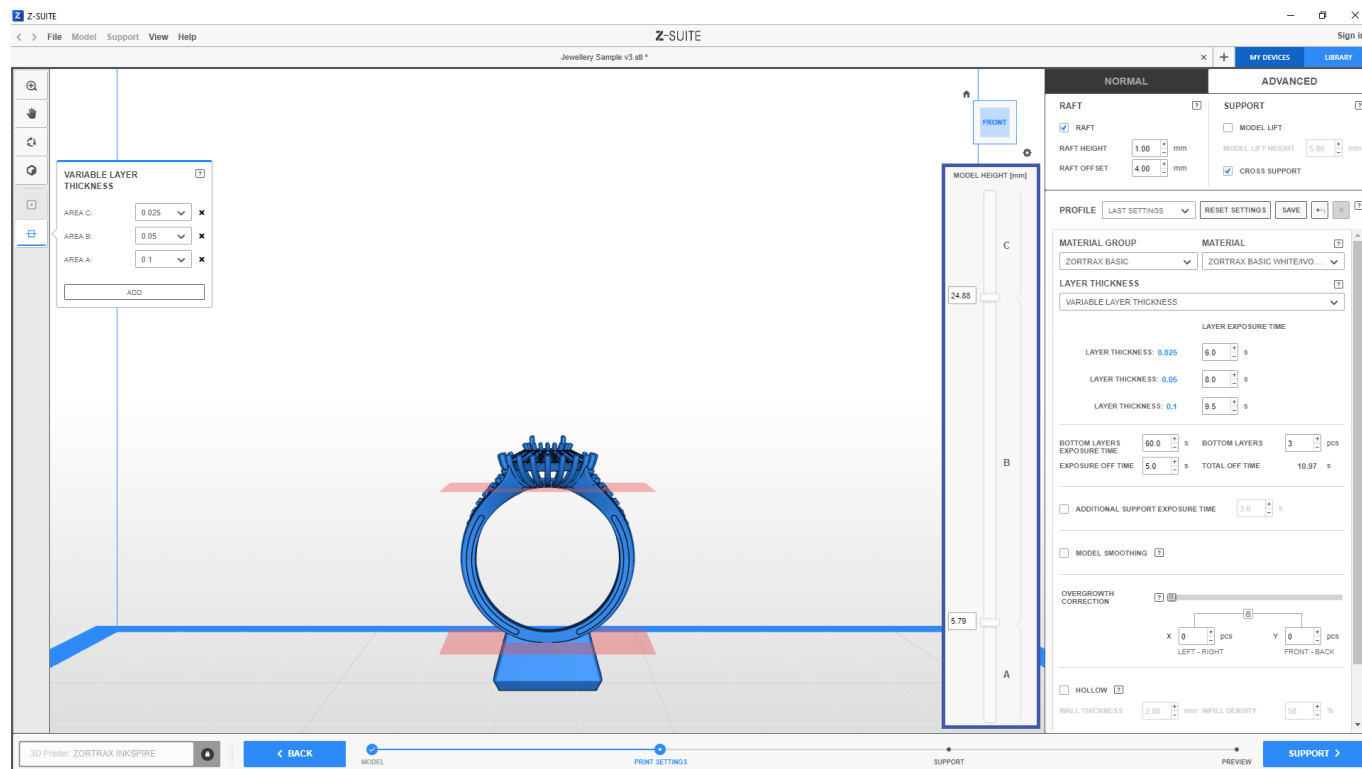 Z-SUITE
File Model Support View Help
Z-SUITE
Sign in
Jewellery Sample v3.stl *
MY DEVICES
LIBRARY
VARIABLE LAYER
THICKNESS
?
AREA C: 0.025
AREA B: 0.05
AREA A: 0.1
ADD
FRONT
MODEL HEIGHT [mm]
C
24.88
B
5.79
A
NORMAL
ADVANCED
RAFT ?
RAFT
RAFT HEIGHT 1.00 mm
RAFT OFFSET 4.00 mm
SUPPORT ?
MODEL LIFT
MODEL LIFT HEIGHT 5.00 mm
CROSS SUPPORT
PROFILE LAST SETTINGS RESET SETTINGS SAVE ?
MATERIAL GROUP MATERIAL ?
ZORTRAX BASIC ZORTRAX BASIC WHITE/IVO...
LAYER THICKNESS ?
VARIABLE LAYER THICKNESS
LAYER EXPOSURE TIME
LAYER THICKNESS: 0.025 6.0 s
LAYER THICKNESS: 0.05 8.0 s
LAYER THICKNESS: 0.1 9.5 s
BOTTOM LAYERS
EXPOSURE TIME 60.0 s BOTTOM LAYERS 3 pcs
EXPOSURE OFF TIME 5.0 s TOTAL OFF TIME 10.97 s
ADDITIONAL SUPPORT EXPOSURE TIME 3.0 s
MODEL SMOOTHING ?
OVERGROWTH
CORRECTION ?
X 0 pcs Y 0 pcs
LEFT - RIGHT FRONT - BACK
HOLLOW ?
WALL THICKNESS 2.00 mm INFILL DENSITY 50 %
3D Printer: ZORTRAX INKSPIRE
BACK
MODEL
PRINT SETTINGS
SUPPORT
PREVIEW
SUPPORT